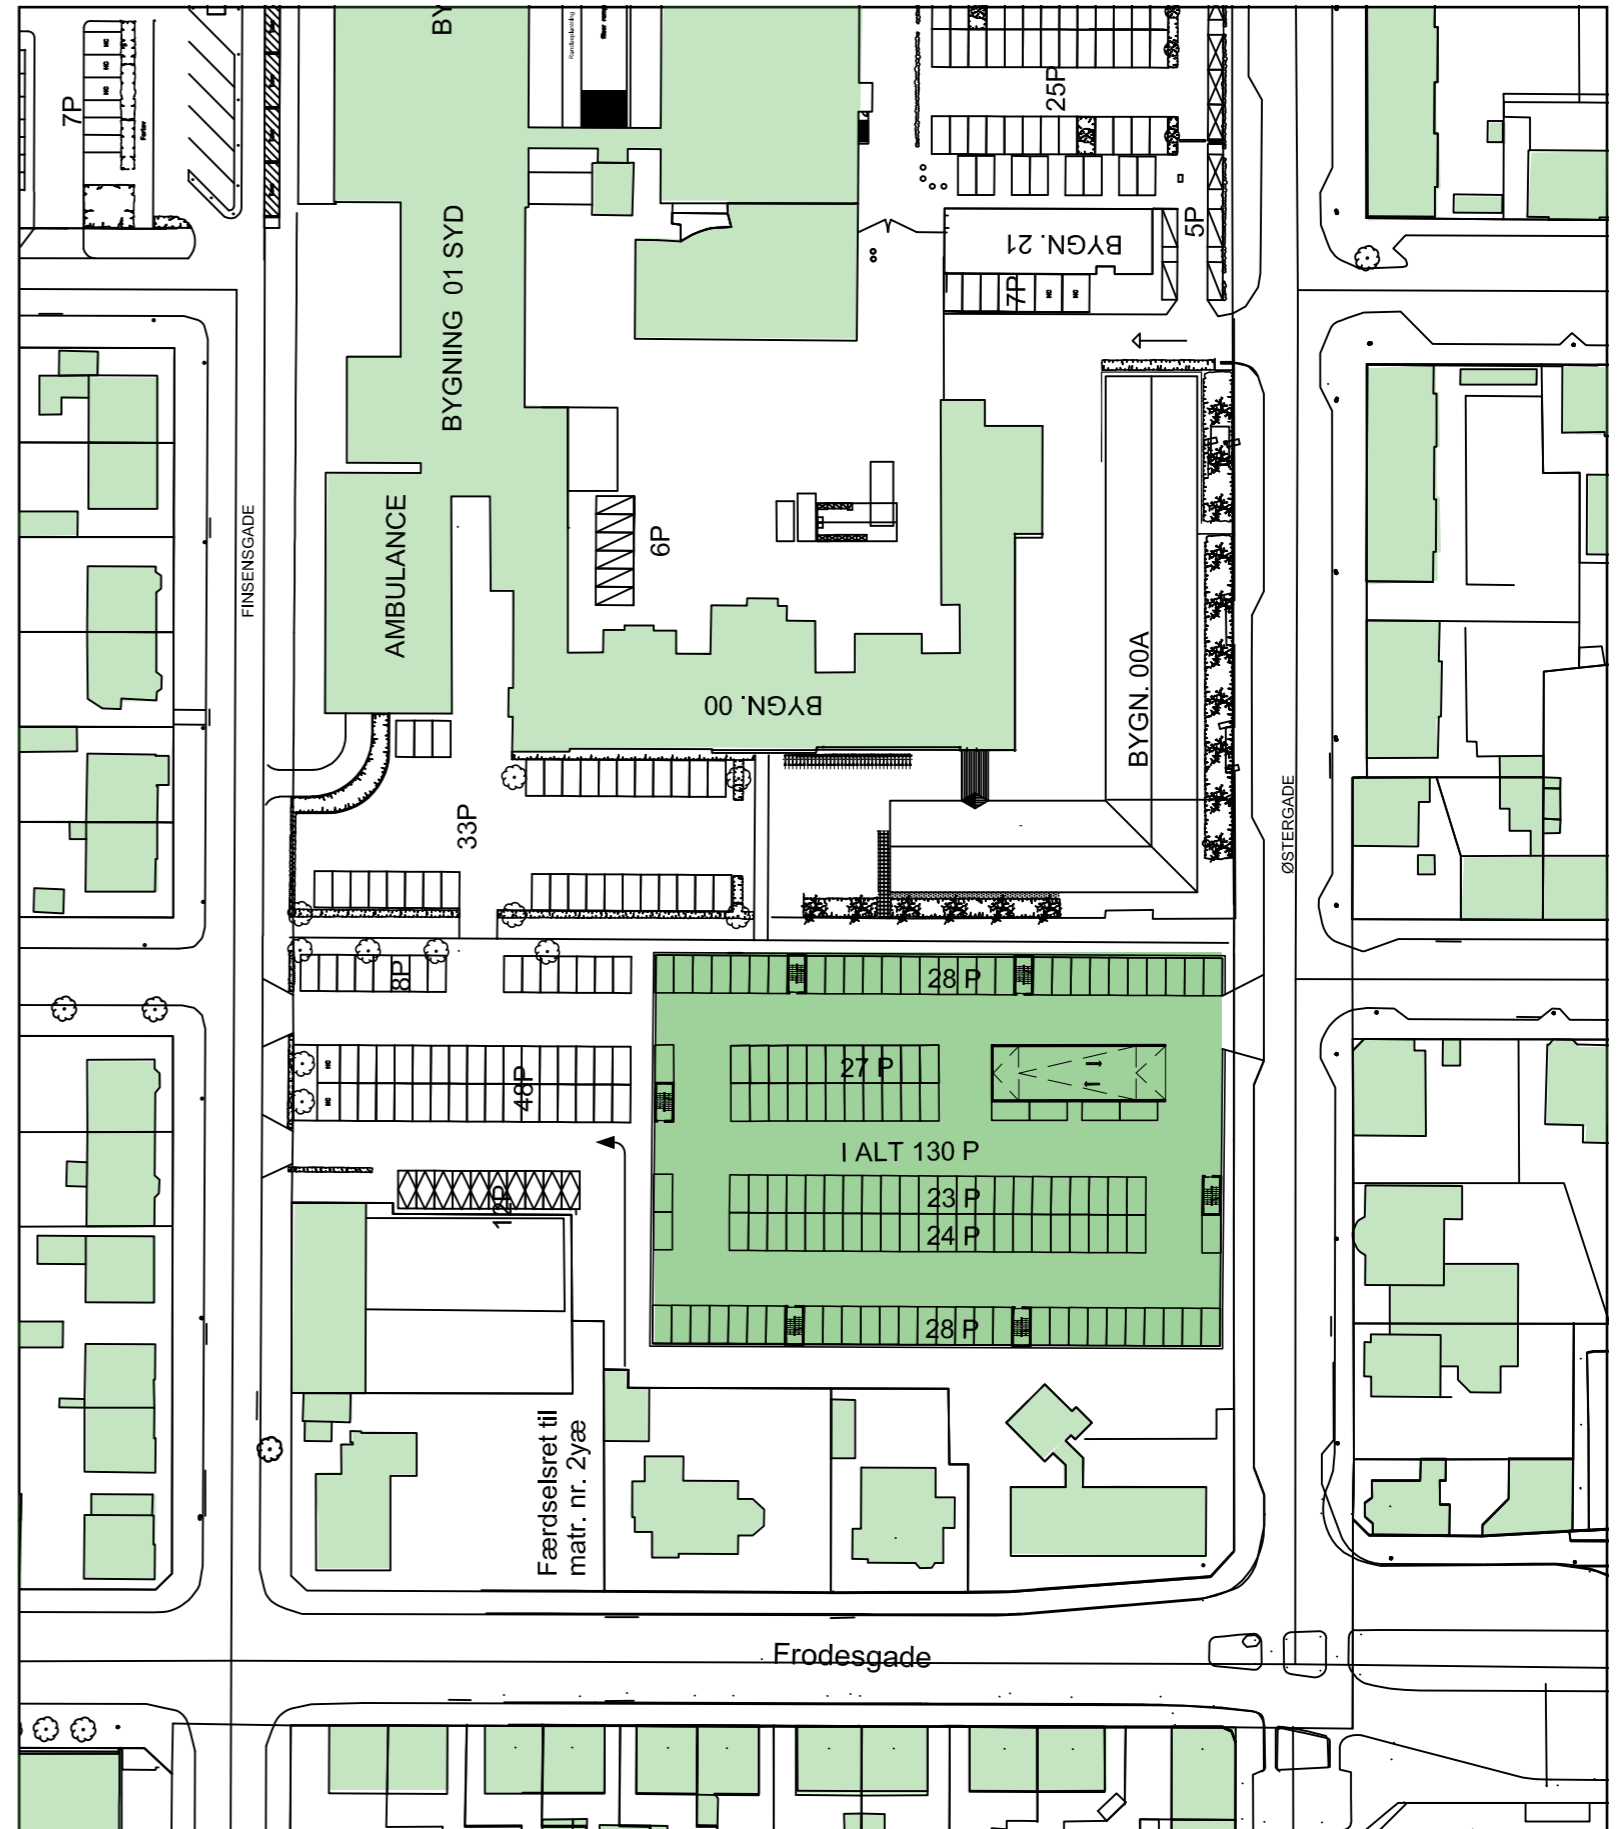 BY
25P
7P
BYGNING 01 SYD
BYGN. 21
5P
7P
FINSENSGADE
AMBULANCE
6P
BYGN. 00
BYGN. 00A
33P
ØSTERGADE
8P
28 P
27 P
48P
I ALT 130 P
12P
23 P
24 P
28 P
Færdselsret til
matr. nr. 2yæ
Frodesgade